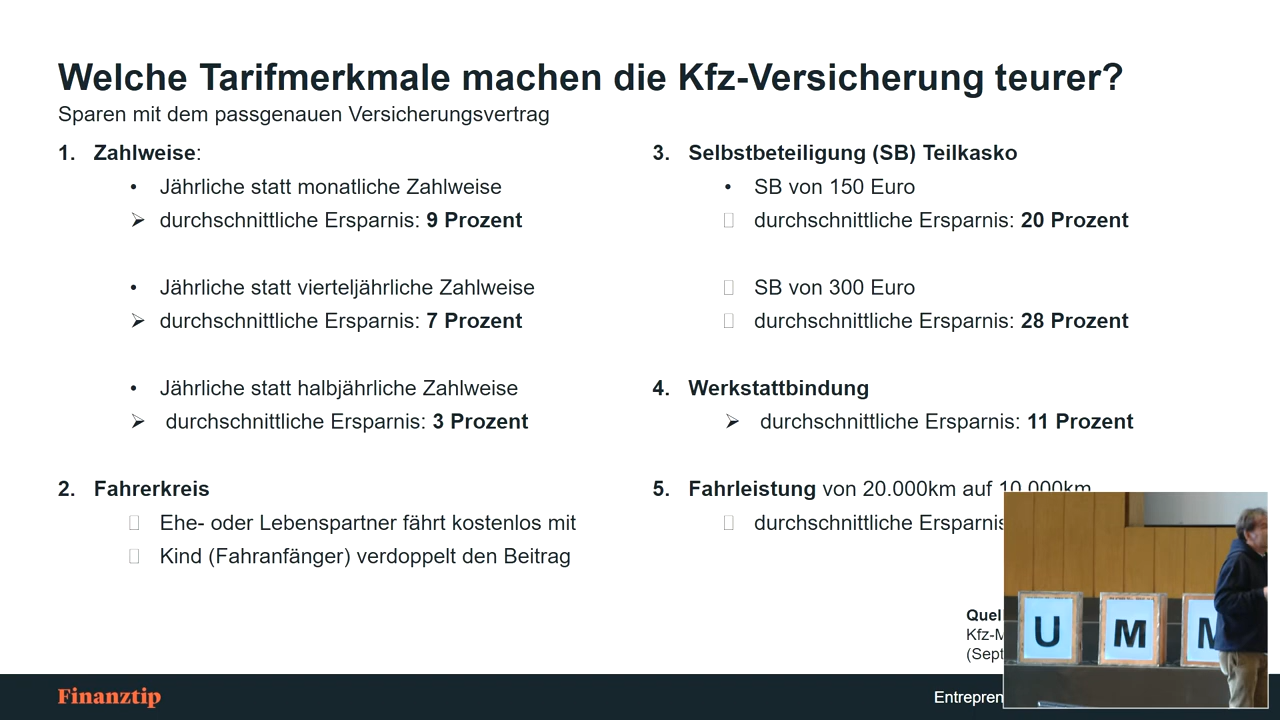 Welche Tarifmerkmale machen die Kfz-Versicherung teurer?
Sparen mit dem passgenauen Versicherungsvertrag
1. Zahlweise:
• Jährliche statt monatliche Zahlweise
➢ durchschnittliche Ersparnis: 9 Prozent
• Jährliche statt vierteljährliche Zahlweise
➢ durchschnittliche Ersparnis: 7 Prozent
• Jährliche statt halbjährliche Zahlweise
➢ durchschnittliche Ersparnis: 3 Prozent
2. Fahrerkreis
Ehe- oder Lebenspartner fährt kostenlos mit
Kind (Fahranfänger) verdoppelt den Beitrag
3. Selbstbeteiligung (SB) Teilkasko
• SB von 150 Euro
durchschnittliche Ersparnis: 20 Prozent
SB von 300 Euro
durchschnittliche Ersparnis: 28 Prozent
4. Werkstattbindung
➢ durchschnittliche Ersparnis: 11 Prozent
5. Fahrleistung von 20.000km auf 10.000km
durchschnittliche Ersparnis
Finanztip
U M